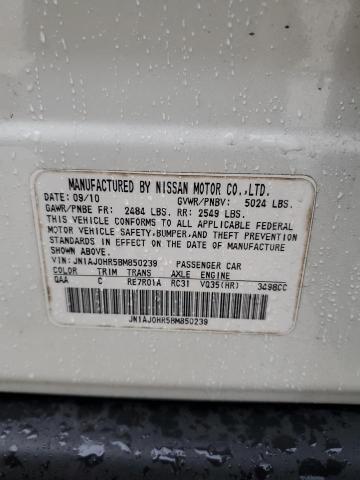 MANUFACTURED BY NISSAN MOTOR CO.,LTD.
DATE: 09/10 GVWR/PNBV: 5024 LBS.
GAWR/PNBE FR: 2484 LBS. RR: 2549 LBS.
THIS VEHICLE CONFORMS TO ALL APPLICABLE FEDERAL
MOTOR VEHICLE SAFETY,BUMPER,AND THEFT PREVENTION
STANDARDS IN EFFECT ON THE DATE OF MANUFACTURE
SHOWN ABOVE.
VIN: JN1AJ0HR5BM850239 PASSENGER CAR
COLOR TRIM TRANS AXLE ENGINE
QAA C RE7R01A RC31 VQ35(HR) 3498CC
JN1AJ0HR5BM850239